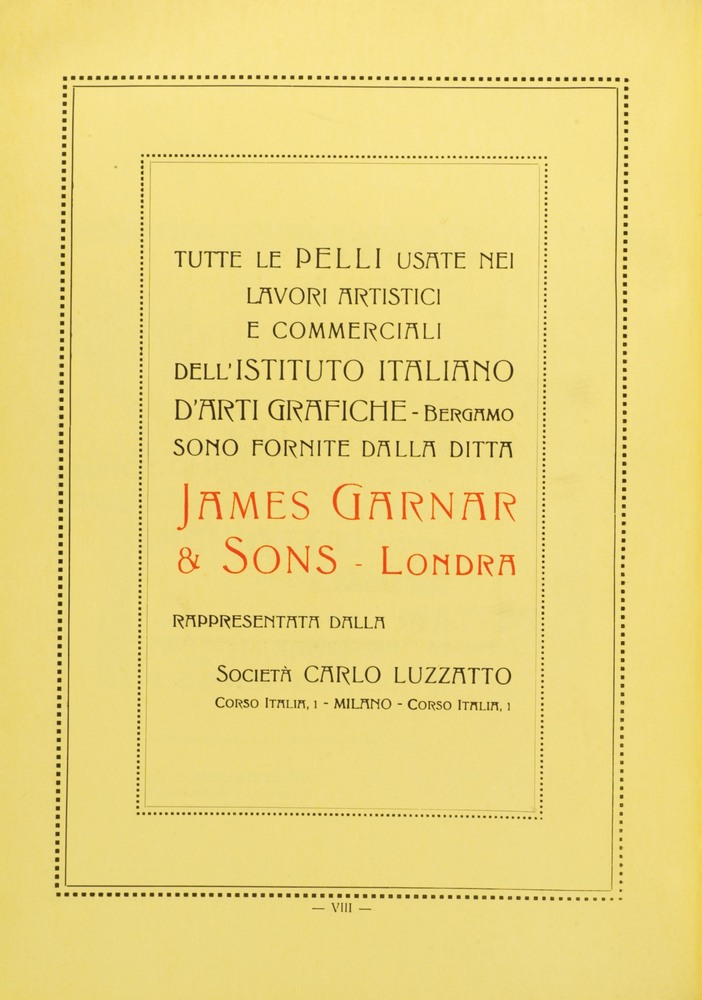 TUTTE LE PELLI USATE NEI
LAVORI ARTISTICI
E COMMERCIALI
DELL'ISTITUTO ITALIANO
D'ARTI GRAFICHE - BERGAMO
SONO FORNITE DALLA DITTA
JAMES GARNAR
& SONS - LONDRA
RAPPRESENTATA DALLA
SOCIETÀ CARLO LUZZATTO
CORSO ITALIA, 1 - MILANO - CORSO ITALIA, 1
— VIII —